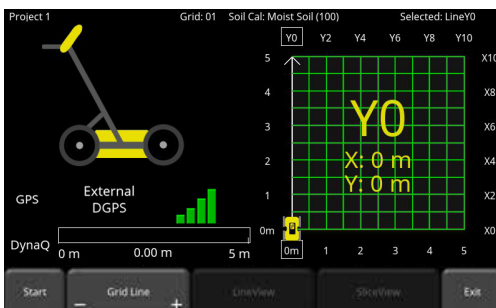 Project 1 Grid: 01 Soil Cal: Moist Soil (100) Selected: LineY0
Y0 Y2 Y4 Y6 Y8 Y10
5 X10
4 X8
3 X6
2 X4
1 X2
0m X0
Y0
X: 0 m
Y: 0 m
0m 1 2 3 4 5
GPS External
DGPS
DynaQ 0 m 0.00 m 5 m
Start - Grid Line + LineView SliceView Exit